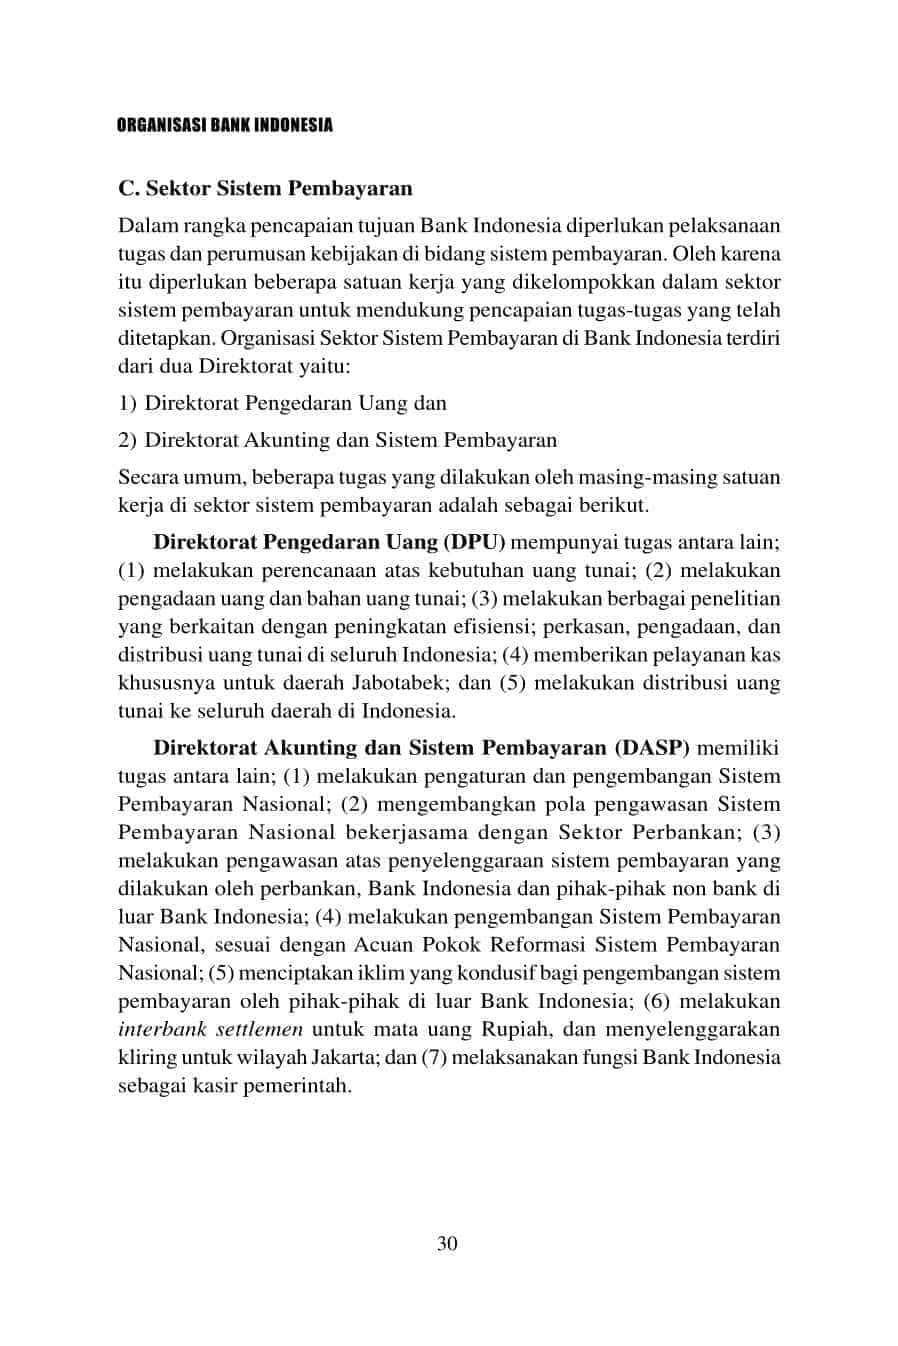 ORGANISASI BANK INDONESIA
C. Sektor Sistem Pembayaran
Dalam rangka pencapaian tujuan Bank Indonesia diperlukan pelaksanaan
tugas dan perumusan kebijakan di bidang sistem pembayaran. Oleh karena
itu diperlukan beberapa satuan kerja yang dikelompokkan dalam sektor
sistem pembayaran untuk mendukung pencapaian tugas-tugas yang telah
ditetapkan. Organisasi Sektor Sistem Pembayaran di Bank Indonesia terdiri
dari dua Direktorat yaitu:
1) Direktorat Pengedaran Uang dan
2) Direktorat Akunting dan Sistem Pembayaran
Secara umum, beberapa tugas yang dilakukan oleh masing-masing satuan
kerja di sektor sistem pembayaran adalah sebagai berikut.
Direktorat Pengedaran Uang (DPU) mempunyai tugas antara lain;
(1) melakukan perencanaan atas kebutuhan uang tunai; (2) melakukan
pengadaan uang dan bahan uang tunai; (3) melakukan berbagai penelitian
yang berkaitan dengan peningkatan efisiensi; perkasan, pengadaan, dan
distribusi uang tunai di seluruh Indonesia; (4) memberikan pelayanan kas
khususnya untuk daerah Jabotabek; dan (5) melakukan distribusi uang
tunai ke seluruh daerah di Indonesia.
Direktorat Akunting dan Sistem Pembayaran (DASP) memiliki
tugas antara lain; (1) melakukan pengaturan dan pengembangan Sistem
Pembayaran Nasional; (2) mengembangkan pola pengawasan Sistem
Pembayaran Nasional bekerjasama dengan Sektor Perbankan; (3)
melakukan pengawasan atas penyelenggaraan sistem pembayaran yang
dilakukan oleh perbankan, Bank Indonesia dan pihak-pihak non bank di
luar Bank Indonesia; (4) melakukan pengembangan Sistem Pembayaran
Nasional, sesuai dengan Acuan Pokok Reformasi Sistem Pembayaran
Nasional; (5) menciptakan iklim yang kondusif bagi pengembangan sistem
pembayaran oleh pihak-pihak di luar Bank Indonesia; (6) melakukan
interbank settlemen untuk mata uang Rupiah, dan menyelenggarakan
kliring untuk wilayah Jakarta; dan (7) melaksanakan fungsi Bank Indonesia
sebagai kasir pemerintah.
30